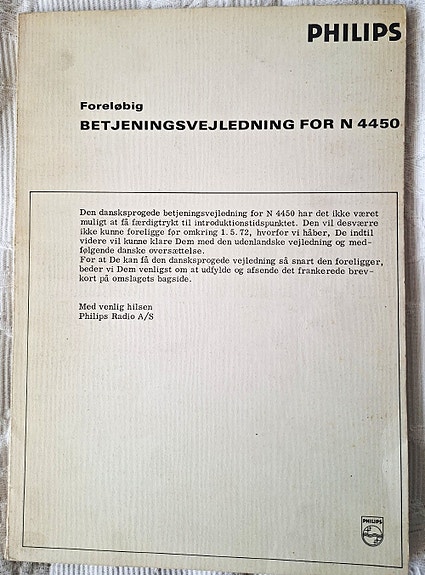 PHILIPS
Foreløbig
BETJENINGSVEJLEDNING FOR N 4450
Den dansksprogede betjeningsvejledning for N 4450 har det ikke været
muligt at få færdigtrykt til introduktionstidspunktet. Den vil desværre
ikke kunne foreligge før omkring 1.5.72, hvorfor vi håber, De indtil
videre vil kunne klare Dem med den udenlandske vejledning og med-
følgende danske oversættelse.
For at De kan få den dansksprogede vejledning så snart den foreligger,
beder vi Dem venligst om at udfylde og afsende det frankerede brev-
kort på omslagets bagside.
Med venlig hilsen
Philips Radio A/S
PHILIPS